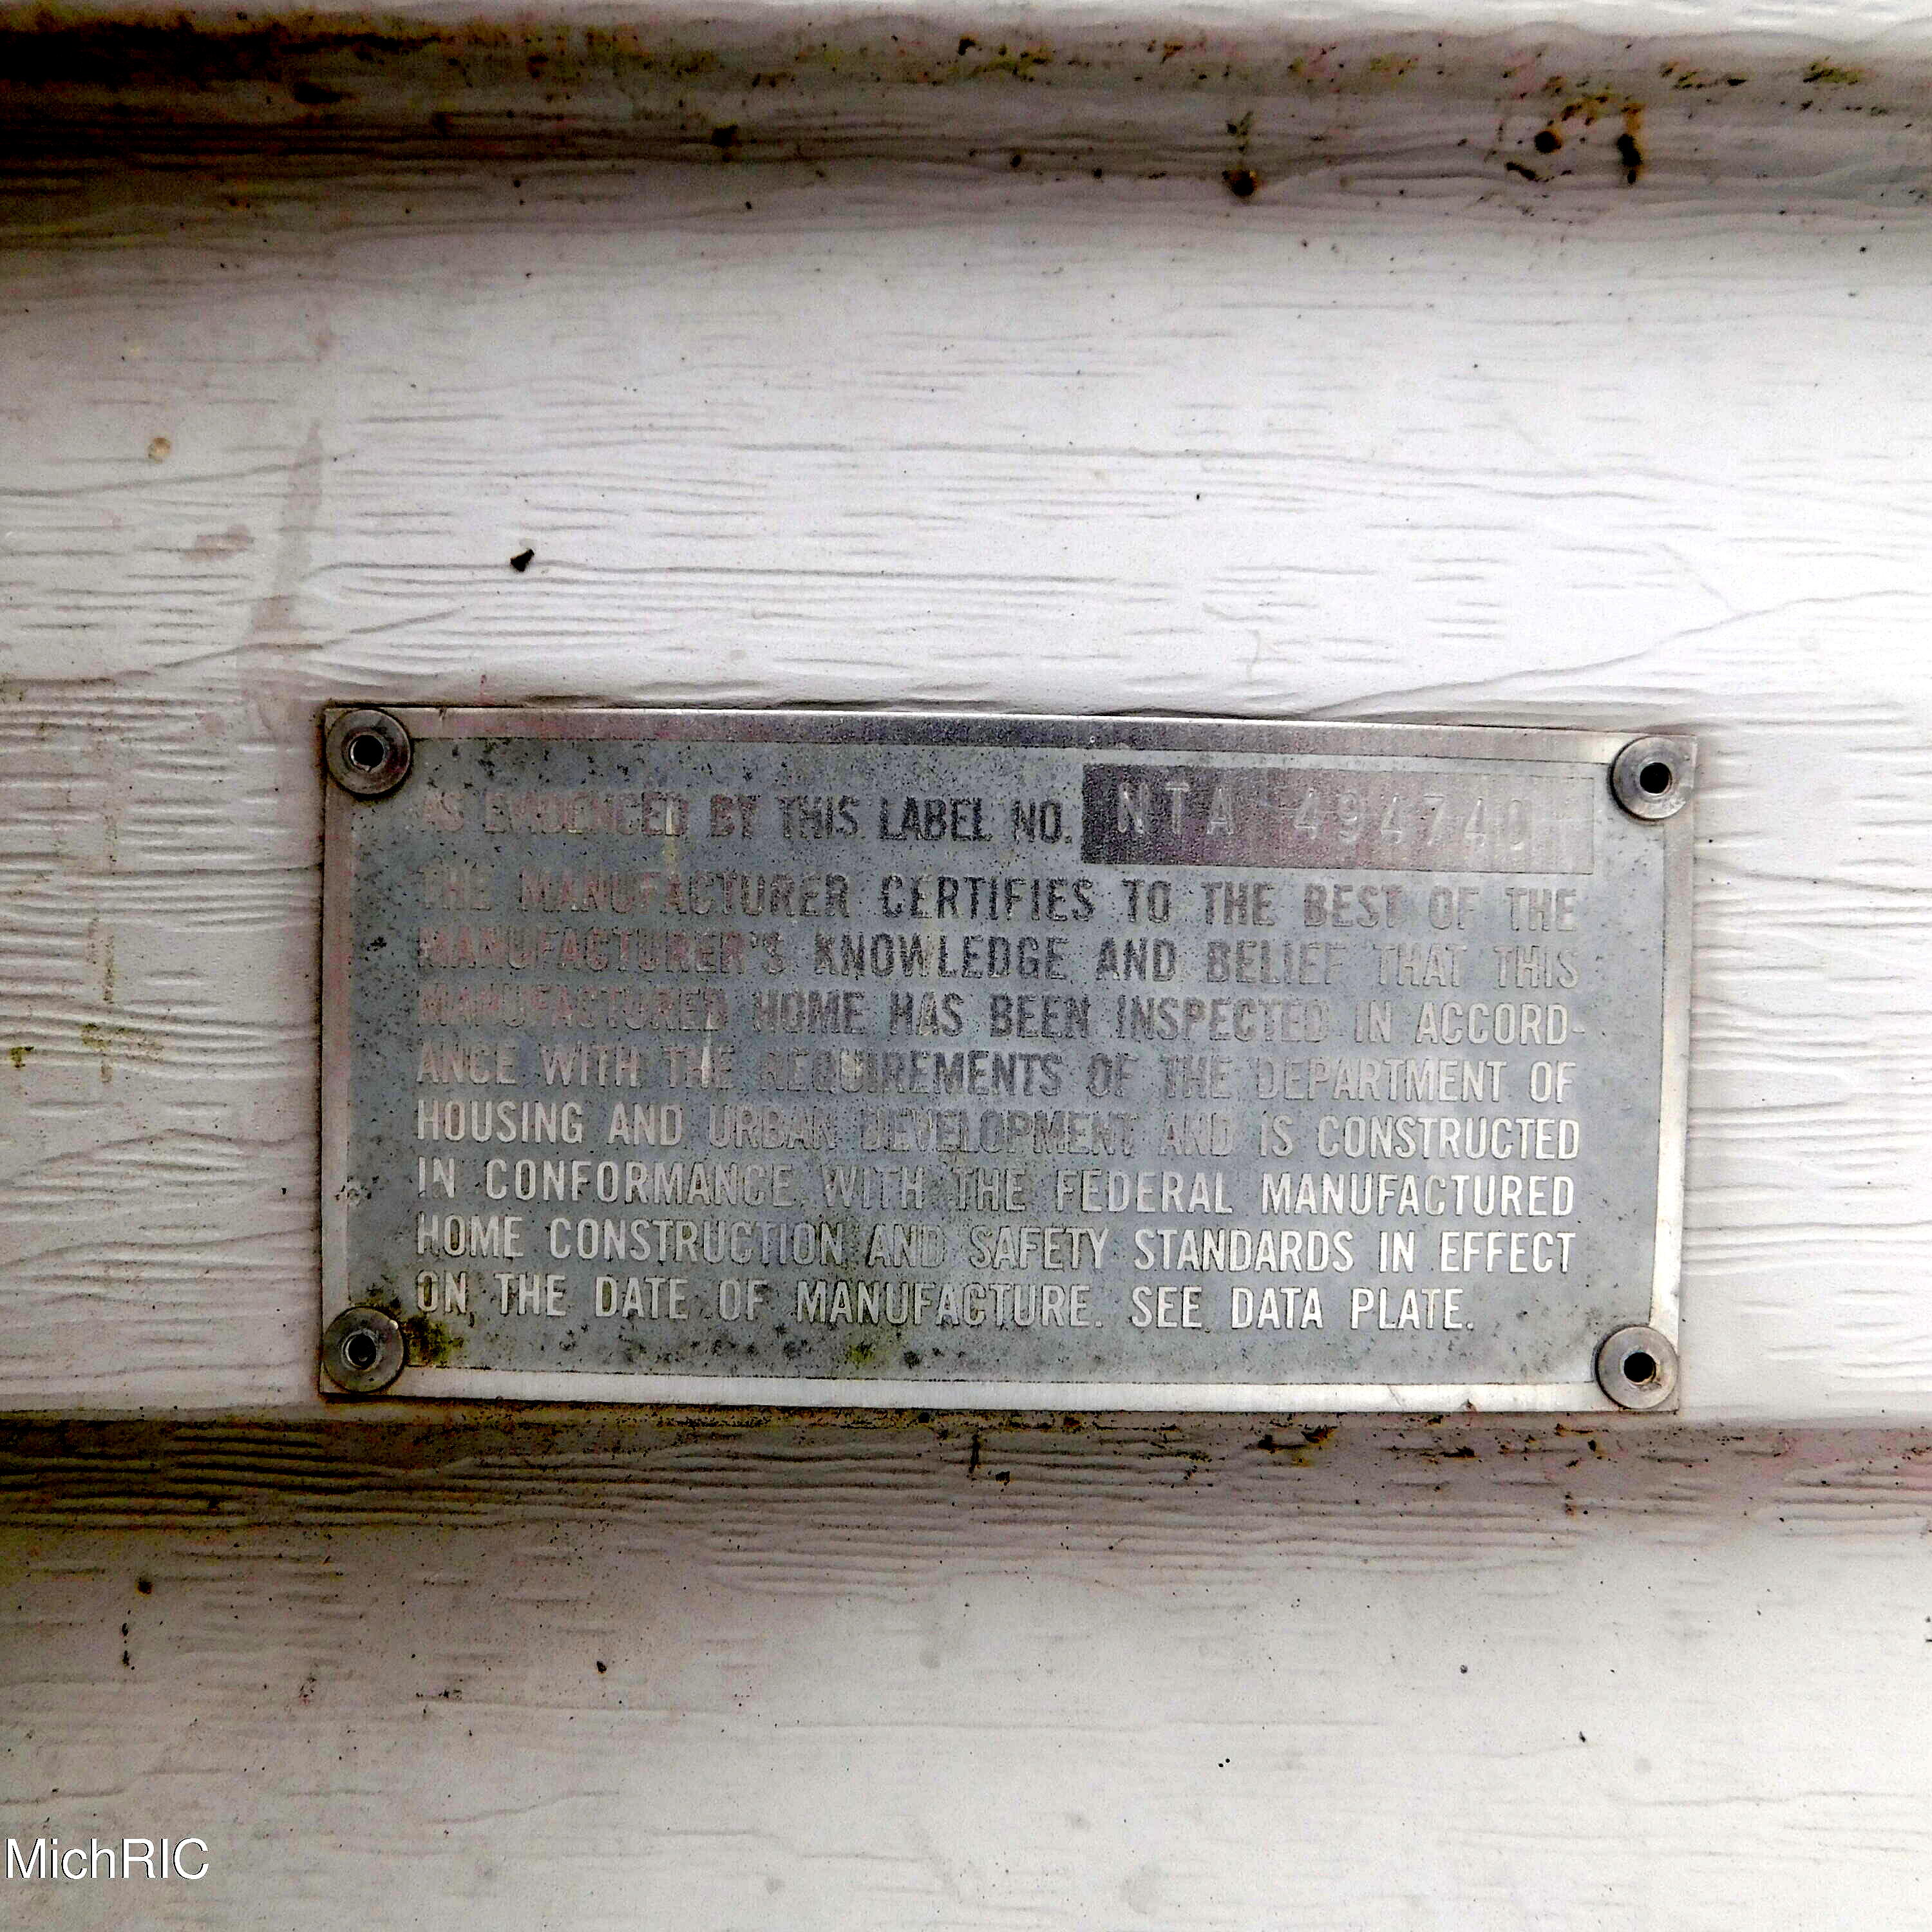 AS EVIDENCED BY THIS LABEL NO. NTA
THE MANUFACTURER CERTIFIES TO THE BEST OF THE
MANUFACTURER'S KNOWLEDGE AND BELIEF THAT THIS
MANUFACTURED HOME HAS BEEN INSPECTED IN ACCORD-
ANCE WITH THE REQUIREMENTS OF THE DEPARTMENT OF
HOUSING AND URBAN DEVELOPMENT AND IS CONSTRUCTED
IN CONFORMANCE WITH THE FEDERAL MANUFACTURED
HOME CONSTRUCTION AND SAFETY STANDARDS IN EFFECT
ON THE DATE OF MANUFACTURE. SEE DATA PLATE.
MichRIC